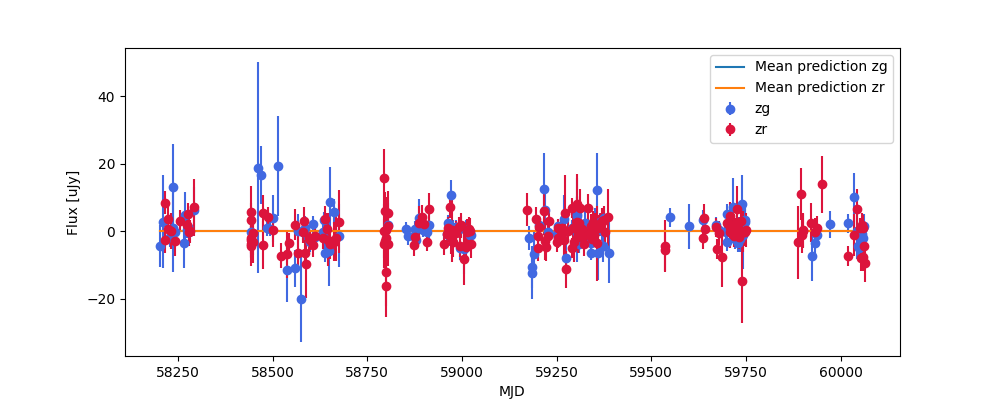 Mean prediction zg
Mean prediction zr
zg
zr
40
20
0
−20
Flux [uJy]
58250
58500
58750
59000
59250
59500
59750
60000
MJD